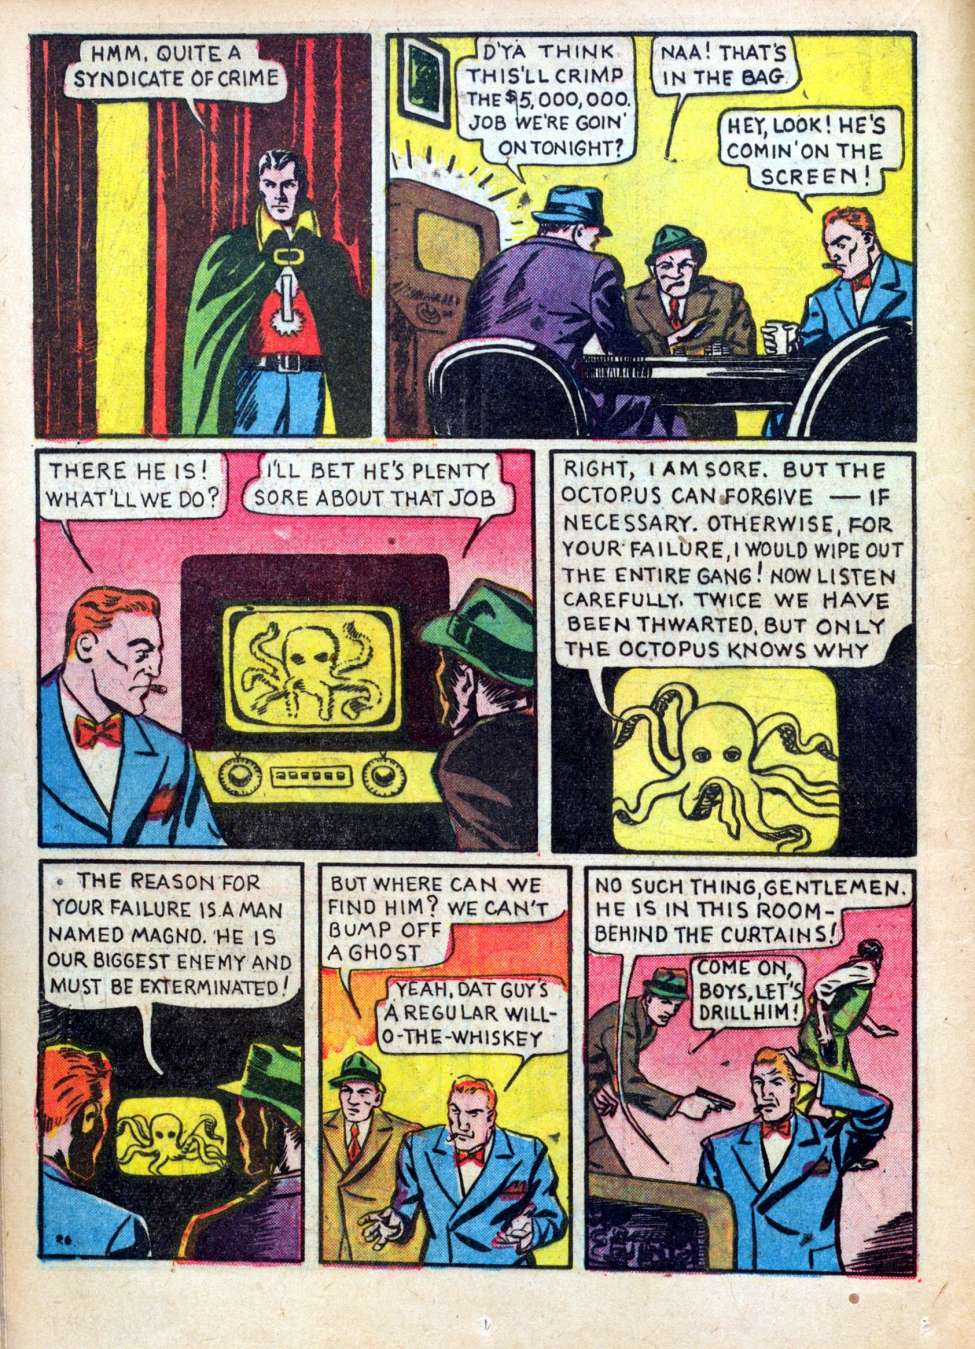 HMM, QUITE A
SYNDICATE OF CRIME
D'YA THINK
THIS'LL CRIMP
THE $5,000,000.
JOB WE'RE GOIN'
ON TONIGHT?
NAA! THAT'S
IN THE BAG.
HEY, LOOK! HE'S
COMIN' ON THE
SCREEN!
THERE HE IS!
WHAT'LL WE DO?
I'LL BET HE'S PLENTY
SORE ABOUT THAT JOB
RIGHT, I AM SORE. BUT THE
OCTOPUS CAN FORGIVE — IF
NECESSARY. OTHERWISE, FOR
YOUR FAILURE, I WOULD WIPE OUT
THE ENTIRE GANG! NOW LISTEN
CAREFULLY. TWICE WE HAVE
BEEN THWARTED, BUT ONLY
THE OCTOPUS KNOWS WHY
THE REASON FOR
YOUR FAILURE IS A MAN
NAMED MAGNO. HE IS
OUR BIGGEST ENEMY AND
MUST BE EXTERMINATED!
BUT WHERE CAN WE
FIND HIM? WE CAN'T
BUMP OFF
A GHOST
YEAH, DAT GUY'S
A REGULAR WILL-
O-THE-WHISKEY
NO SUCH THING, GENTLEMEN.
HE IS IN THIS ROOM-
BEHIND THE CURTAINS!
COME ON,
BOYS, LET'S
DRILL HIM!